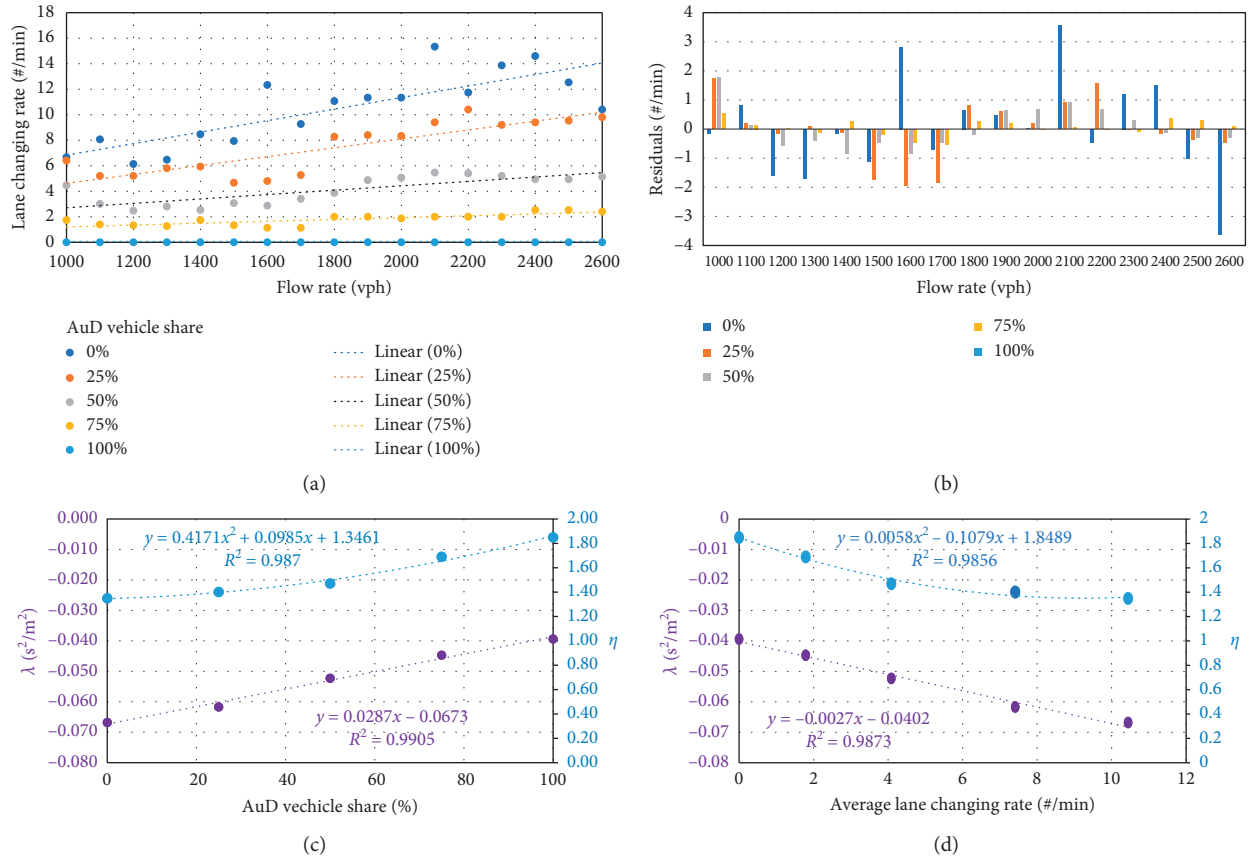 18
16
14
12
10
8
6
4
2
0
Lane changing rate (#/min)
1000 1200 1400 1600 1800 2000 2200 2400 2600
Flow rate (vph)
AuD vehicle share
0%
25%
50%
75%
100%
Linear (0%)
Linear (25%)
Linear (50%)
Linear (75%)
Linear (100%)
(a)
4
3
2
1
0
−1
−2
−3
−4
Residuals (#/min)
1000 1100 1200 1300 1400 1500 1600 1700 1800 1900 2000 2100 2200 2300 2400 2500 2600
Flow rate (vph)
0%
25%
50%
75%
100%
(b)
0.000
−0.010
−0.020
−0.030
−0.040
−0.050
−0.060
−0.070
−0.080
λ (s²/m²)
y = 0.4171x² + 0.0985x + 1.3461
R² = 0.987
y = 0.0287x − 0.0673
R² = 0.9905
2.00
1.80
1.60
1.40
1.20
1.00
0.80
0.60
0.40
0.20
0.00
η
0 20 40 60 80 100
AuD vechicle share (%)
(c)
0
−0.01
−0.02
−0.03
−0.04
−0.05
−0.06
−0.07
−0.08
λ (s²/m²)
y = 0.0058x² − 0.1079x + 1.8489
R² = 0.9856
y = −0.0027x − 0.0402
R² = 0.9873
2
1.8
1.6
1.4
1.2
1
0.8
0.6
0.4
0.2
0
η
0 2 4 6 8 10 12
Average lane changing rate (#/min)
(d)